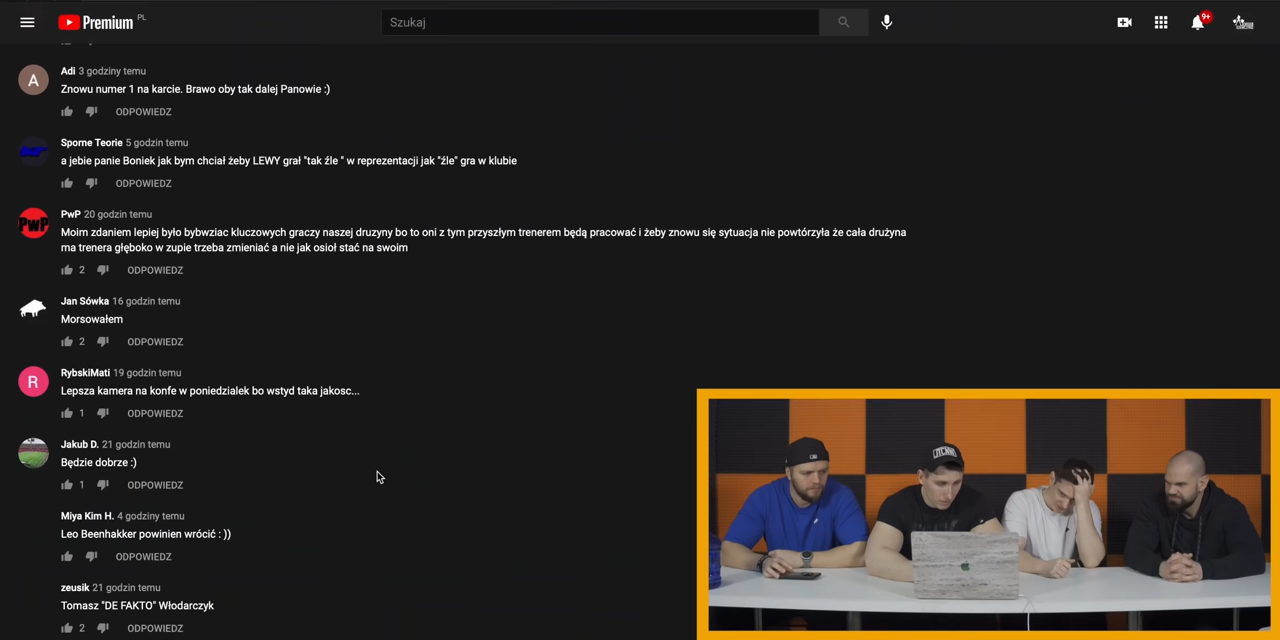 Premium PL
Szukaj
9+
Adi 3 godziny temu
Znowu numer 1 na karcie. Brawo oby tak dalej Panowie :)
ODPOWIEDZ
Sporne Teorie 5 godzin temu
a jebie panie Boniek jak bym chciał żeby LEWY grał "tak źle " w reprezentacji jak "źle" gra w klubie
ODPOWIEDZ
PwP
PwP 20 godzin temu
Moim zdaniem lepiej było bybwziac kluczowych graczy naszej druzyny bo to oni z tym przyszłym trenerem będą pracować i żeby znowu się sytuacja nie powtórzyła że cała drużyna
ma trenera głęboko w zupie trzeba zmieniać a nie jak osioł stać na swoim
2 ODPOWIEDZ
Jan Sówka 16 godzin temu
Morsowałem
2 ODPOWIEDZ
R
RybskiMati 19 godzin temu
Lepsza kamera na konfe w poniedzialek bo wstyd taka jakosc...
1 ODPOWIEDZ
Jakub D. 21 godzin temu
Będzie dobrze :)
1 ODPOWIEDZ
Miya Kim H. 4 godziny temu
Leo Beenhakker powinien wrócić : ))
ODPOWIEDZ
zeusik 21 godzin temu
Tomasz "DE FAKTO" Włodarczyk
2 ODPOWIEDZ